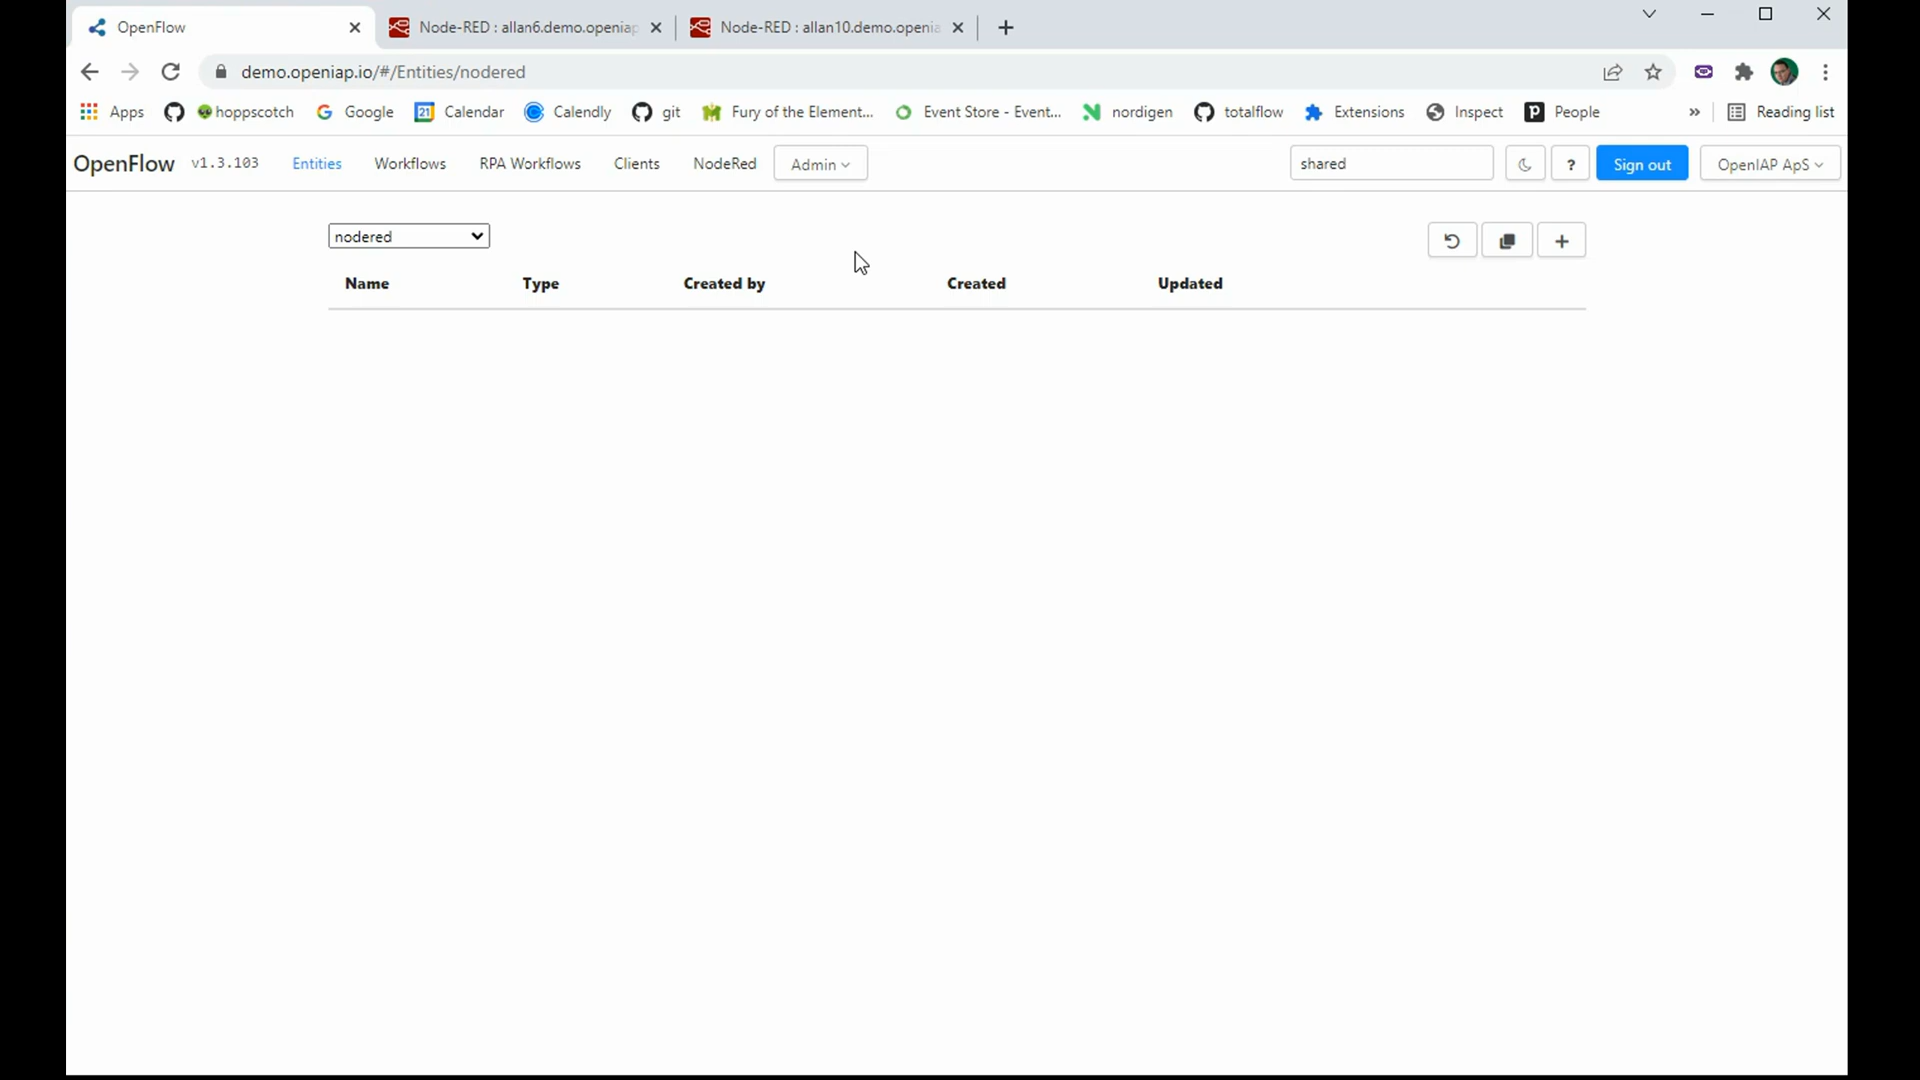 OpenFlow
Node-RED : allan6.demo.openiap
Node-RED : allan10.demo.openia
demo.openiap.io/#/Entities/nodered
Apps hoppscotch Google Calendar Calendly git Fury of the Element... Event Store - Event... nordigen totalflow Extensions Inspect People » Reading list
OpenFlow v1.3.103 Entities Workflows RPA Workflows Clients NodeRed Admin shared ? Sign out OpenIAP ApS
nodered
Name Type Created by Created Updated